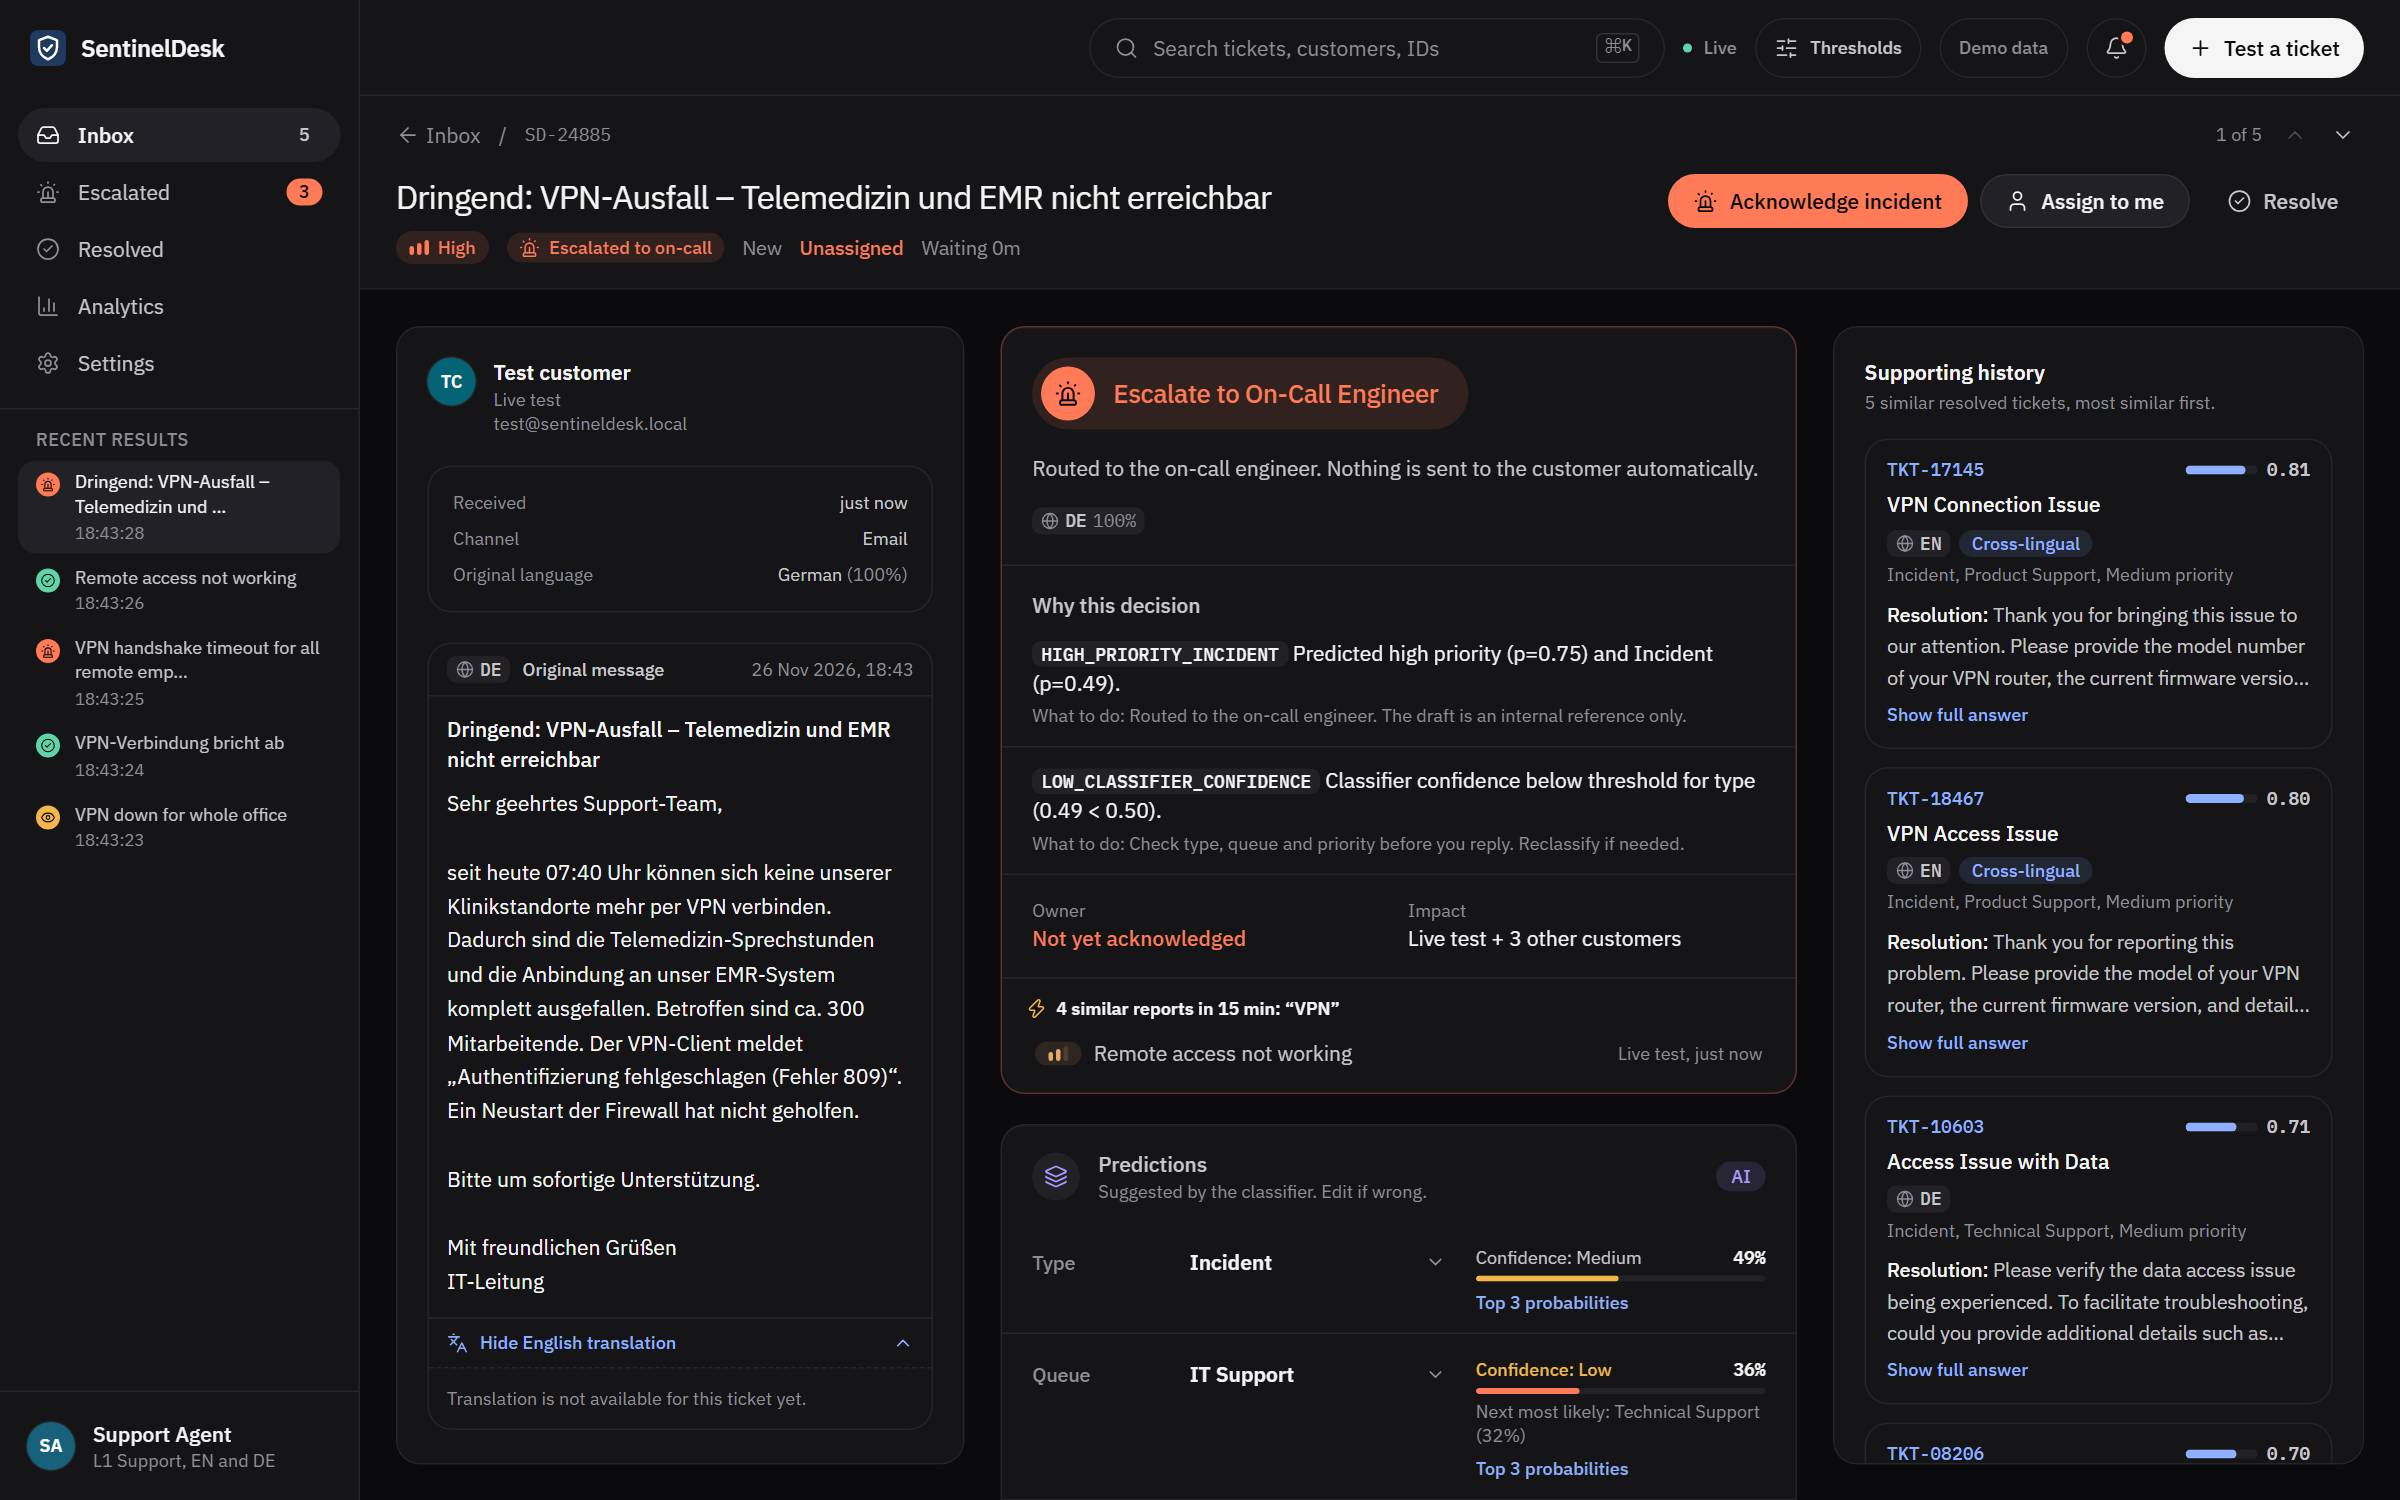 SentinelDesk
Search tickets, customers, IDs
⌘K
Live
Thresholds
Demo data
Test a ticket
Inbox
5
Escalated
3
Resolved
Analytics
Settings
RECENT RESULTS
Dringend: VPN-Ausfall –
Telemedizin und ...
18:43:28
Remote access not working
18:43:26
VPN handshake timeout for all
remote emp...
18:43:25
VPN-Verbindung bricht ab
18:43:24
VPN down for whole office
18:43:23
SA
Support Agent
L1 Support, EN and DE
Inbox / SD-24885
1 of 5
Dringend: VPN-Ausfall – Telemedizin und EMR nicht erreichbar
Acknowledge incident
Assign to me
Resolve
High
Escalated to on-call
New
Unassigned
Waiting 0m
TC
Test customer
Live test
test@sentineldesk.local
Received just now
Channel Email
Original language German (100%)
DE Original message 26 Nov 2026, 18:43
Dringend: VPN-Ausfall – Telemedizin und EMR
nicht erreichbar
Sehr geehrtes Support-Team,
seit heute 07:40 Uhr können sich keine unserer
Klinikstandorte mehr per VPN verbinden.
Dadurch sind die Telemedizin-Sprechstunden
und die Anbindung an unser EMR-System
komplett ausgefallen. Betroffen sind ca. 300
Mitarbeitende. Der VPN-Client meldet
„Authentifizierung fehlgeschlagen (Fehler 809)“.
Ein Neustart der Firewall hat nicht geholfen.
Bitte um sofortige Unterstützung.
Mit freundlichen Grüßen
IT-Leitung
Hide English translation
Translation is not available for this ticket yet.
Escalate to On-Call Engineer
Routed to the on-call engineer. Nothing is sent to the customer automatically.
DE 100%
Why this decision
HIGH_PRIORITY_INCIDENT Predicted high priority (p=0.75) and Incident
(p=0.49).
What to do: Routed to the on-call engineer. The draft is an internal reference only.
LOW_CLASSIFIER_CONFIDENCE Classifier confidence below threshold for type
(0.49 < 0.50).
What to do: Check type, queue and priority before you reply. Reclassify if needed.
Owner
Not yet acknowledged
Impact
Live test + 3 other customers
4 similar reports in 15 min: “VPN”
Remote access not working Live test, just now
Predictions
Suggested by the classifier. Edit if wrong.
AI
Type Incident
Confidence: Medium 49%
Top 3 probabilities
Queue IT Support
Confidence: Low 36%
Next most likely: Technical Support
(32%)
Top 3 probabilities
Supporting history
5 similar resolved tickets, most similar first.
TKT-17145 0.81
VPN Connection Issue
EN Cross-lingual
Incident, Product Support, Medium priority
Resolution: Thank you for bringing this issue to
our attention. Please provide the model number
of your VPN router, the current firmware versio...
Show full answer
TKT-18467 0.80
VPN Access Issue
EN Cross-lingual
Incident, Product Support, Medium priority
Resolution: Thank you for reporting this
problem. Please provide the model of your VPN
router, the current firmware version, and detail...
Show full answer
TKT-10603 0.71
Access Issue with Data
DE
Incident, Technical Support, Medium priority
Resolution: Please verify the data access issue
being experienced. To facilitate troubleshooting,
could you provide additional details such as...
Show full answer
TKT-08206 0.70